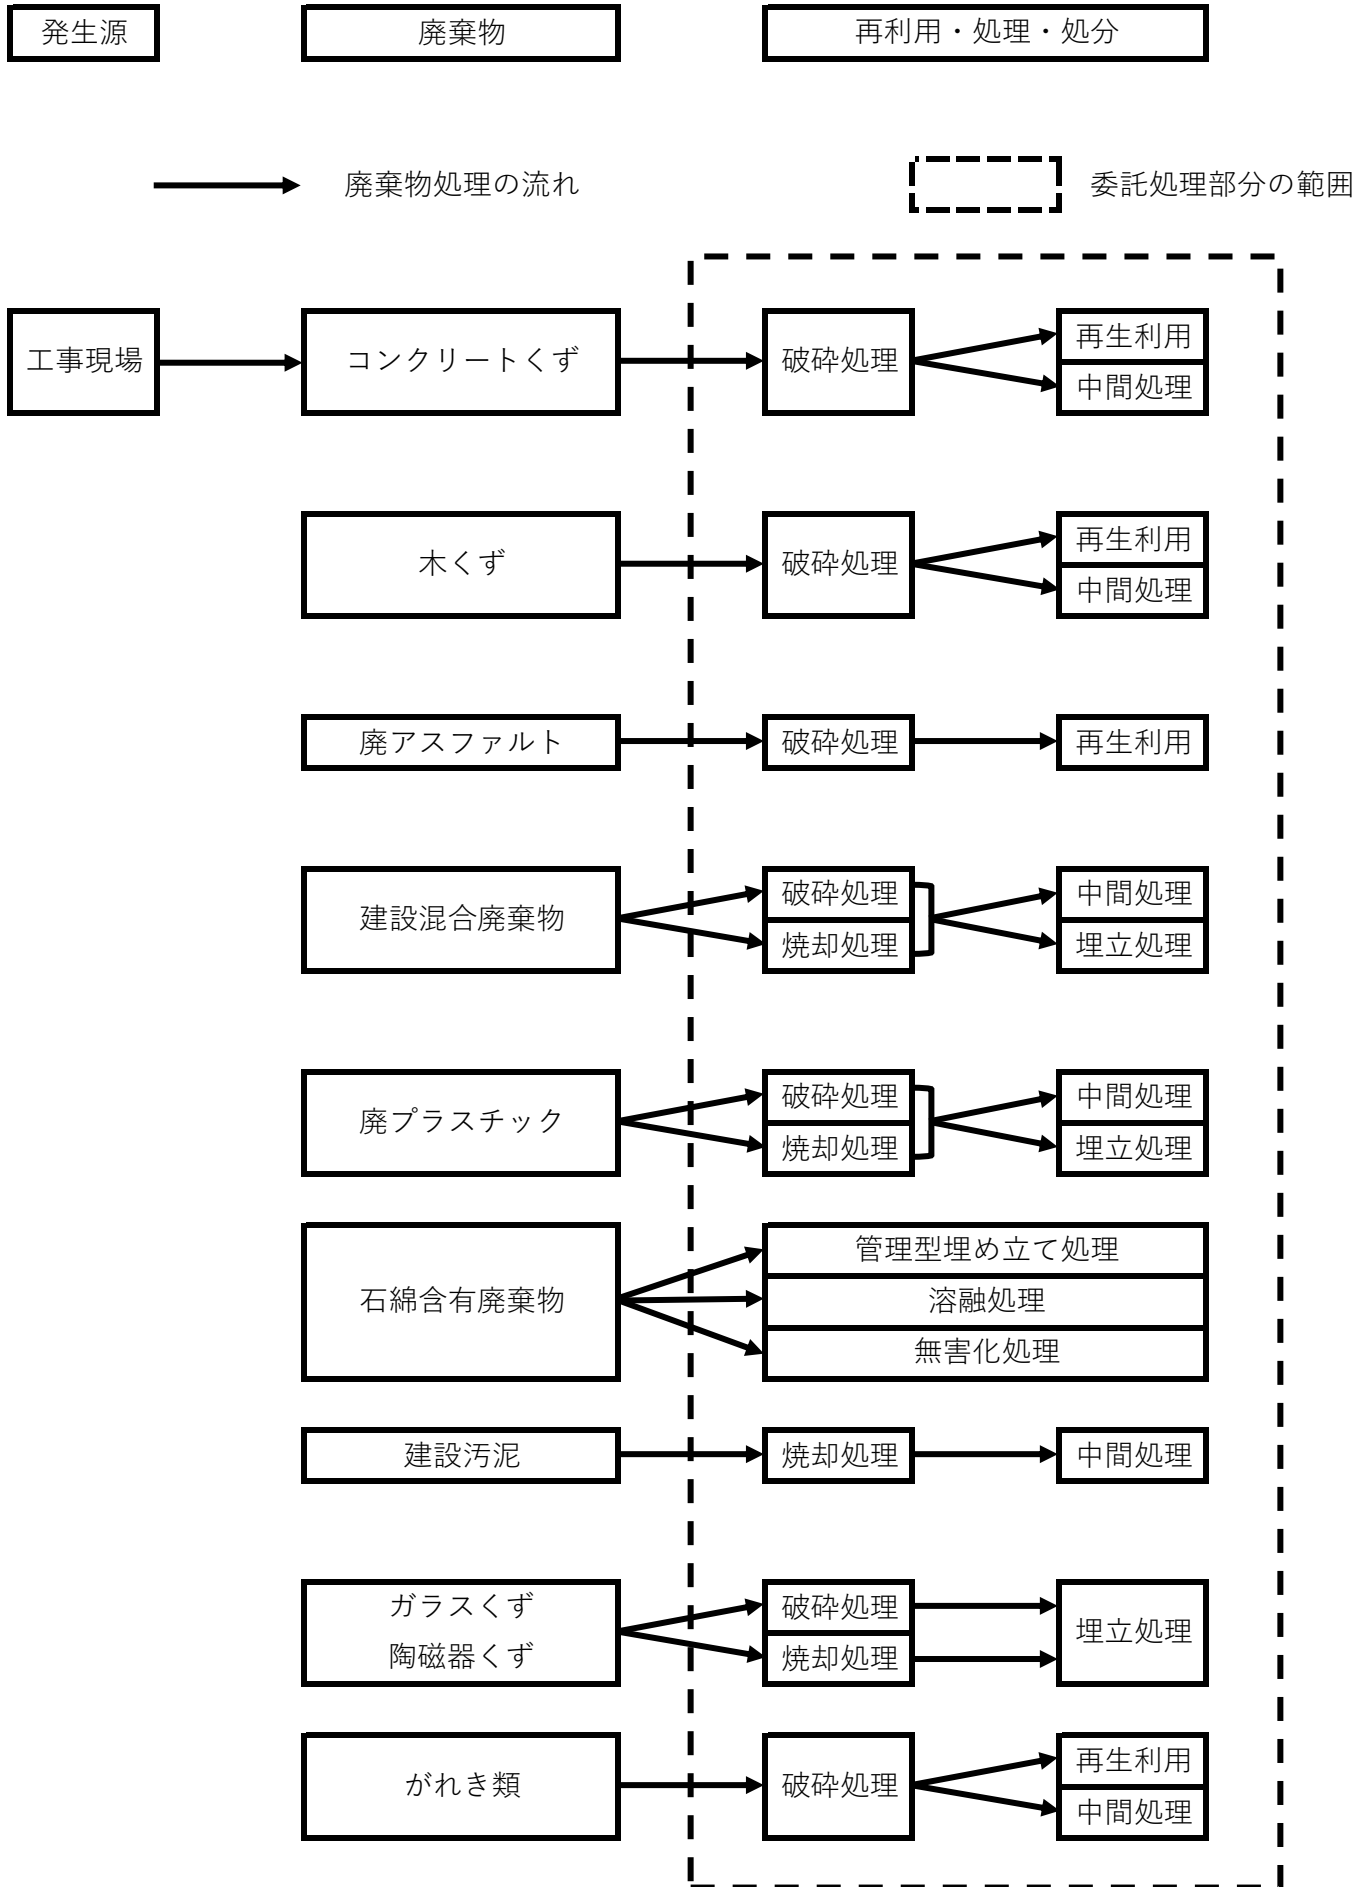 発生源
廃棄物
再利用・処理・処分
廃棄物処理の流れ
委託処理部分の範囲
工事現場
コンクリートくず
破砕処理
再生利用
中間処理
木くず
破砕処理
再生利用
中間処理
廃アスファルト
破砕処理
再生利用
建設混合廃棄物
破砕処理
焼却処理
中間処理
埋立処理
廃プラスチック
破砕処理
焼却処理
中間処理
埋立処理
石綿含有廃棄物
管理型埋め立て処理
溶融処理
無害化処理
建設汚泥
焼却処理
中間処理
ガラスくず
陶磁器くず
破砕処理
焼却処理
埋立処理
がれき類
破砕処理
再生利用
中間処理